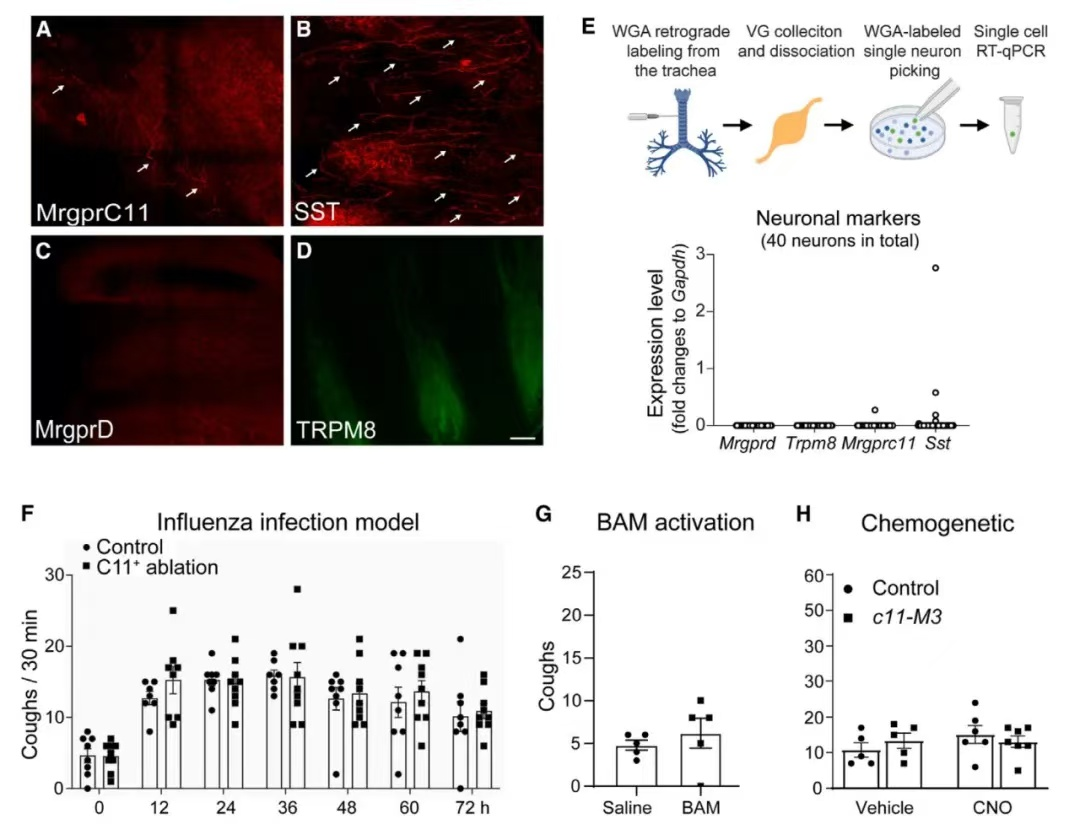 A
MrgprC11
B
SST
C
MrgprD
D
TRPM8
E
WGA retrograde
labeling from
the trachea
VG colleciton
and dissociation
WGA-labeled
single neuron
picking
Single cell
RT-qPCR
Neuronal markers
(40 neurons in total)
Expression level
(fold changes to Gapdh)
3
2
1
0
Mrgprd Trpm8 Mrgprc11 Sst
F
Influenza infection model
Control
C11+ ablation
Coughs / 30 min
30
20
10
0
0 12 24 36 48 60 72 h
G
BAM activation
Coughs
25
20
15
10
5
0
Saline BAM
H
Chemogenetic
Control
c11-M3
60
50
30
30
20
10
0
Vehicle CNO